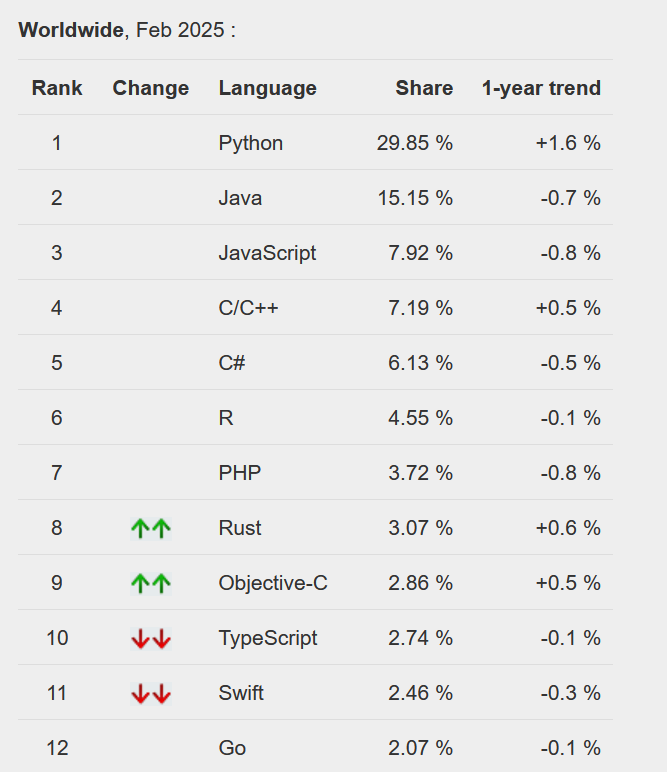 Worldwide, Feb 2025 :
Rank Change Language Share 1-year trend
1 Python 29.85 % +1.6 %
2 Java 15.15 % -0.7 %
3 JavaScript 7.92 % -0.8 %
4 C/C++ 7.19 % +0.5 %
5 C# 6.13 % -0.5 %
6 R 4.55 % -0.1 %
7 PHP 3.72 % -0.8 %
8 ↑↑ Rust 3.07 % +0.6 %
9 ↑↑ Objective-C 2.86 % +0.5 %
10 ↓↓ TypeScript 2.74 % -0.1 %
11 ↓↓ Swift 2.46 % -0.3 %
12 Go 2.07 % -0.1 %